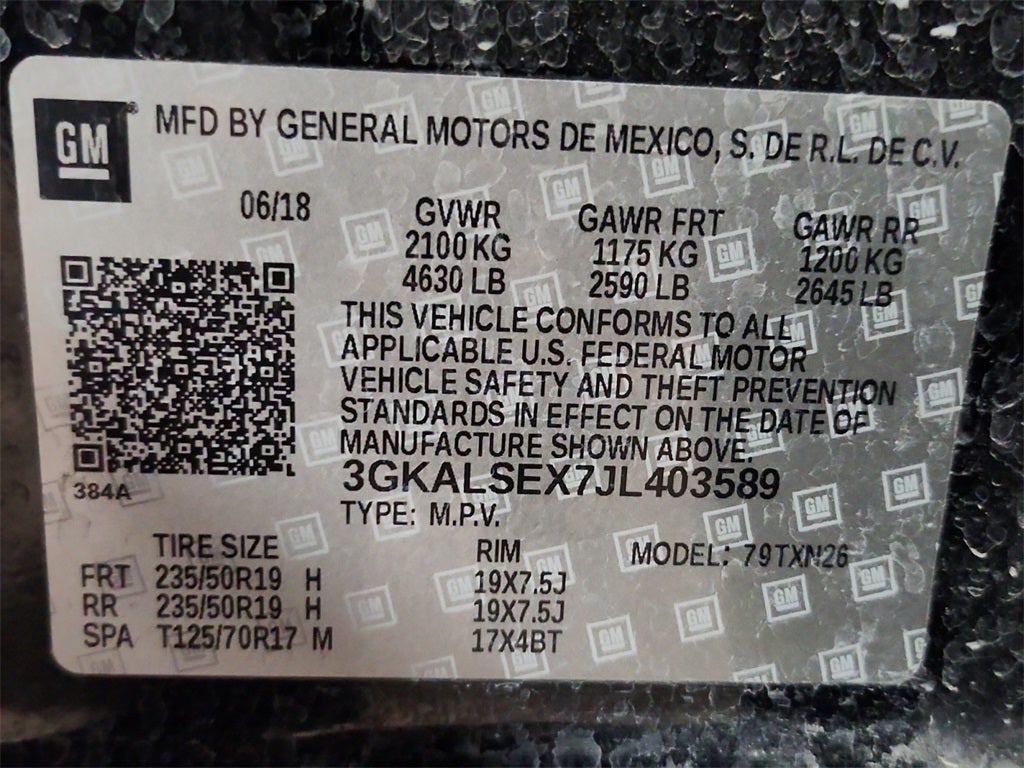 GM® MFD BY GENERAL MOTORS DE MEXICO, S. DE R.L. DE C.V.
06/18 GVWR GAWR FRT GAWR RR
2100 KG 1175 KG 1200 KG
4630 LB 2590 LB 2645 LB
THIS VEHICLE CONFORMS TO ALL
APPLICABLE U.S. FEDERAL MOTOR
VEHICLE SAFETY AND THEFT PREVENTION
STANDARDS IN EFFECT ON THE DATE OF
MANUFACTURE SHOWN ABOVE.
384A 3GKALSEX7JL403589
TYPE: M.P.V.
TIRE SIZE RIM MODEL: 79TXN26
FRT 235/50R19 H 19X7.5J
RR 235/50R19 H 19X7.5J
SPA T125/70R17 M 17X4BT